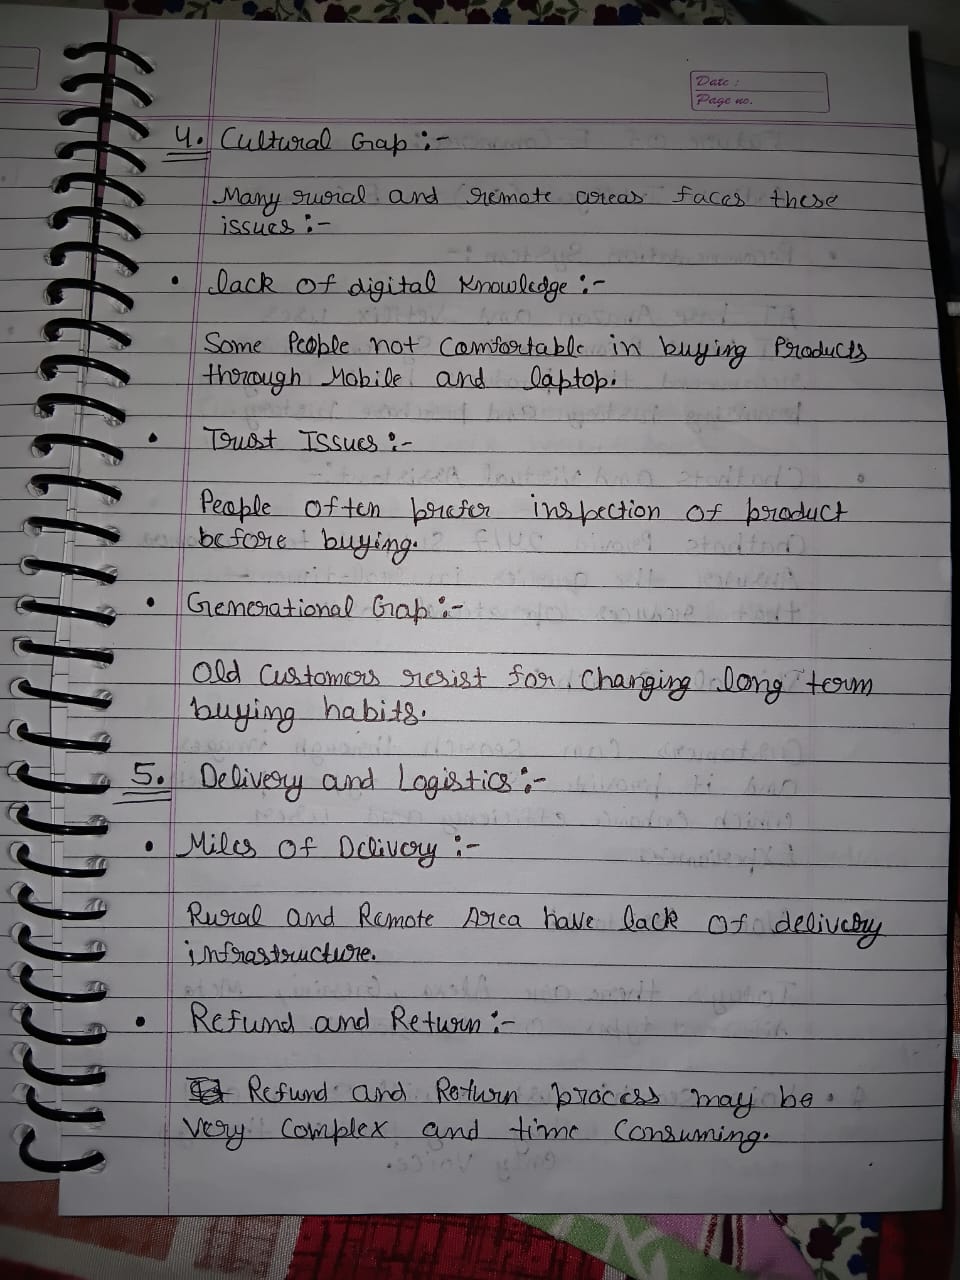 Date :
Page no.
4. Cultural Gap :-
Many rural and remote areas faces these
issues :-
• lack of digital Knowledge :-
Some People not comfortable in buying Products
through Mobile and laptop.
• Trust Issues :-
People often prefer inspection of product
before buying.
• Generational Gap :-
Old Customers resist for changing long term
buying habits.
5. Delivery and Logistics :-
• Miles of Delivery :-
Rural and Remote Area have lack of delivery
infrastructure.
• Refund and Return :-
Refund and Return process may be
very complex and time consuming.